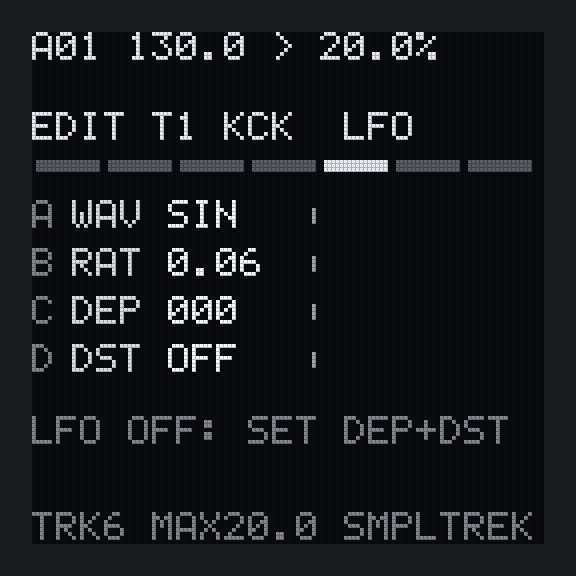 A01 130.0 > 20.0%
EDIT T1 KCK LFO
A WAV SIN
B RAT 0.06
C DEP 000
D DST OFF
LFO OFF: SET DEP+DST
TRK6 MAX20.0 SMPLTREK